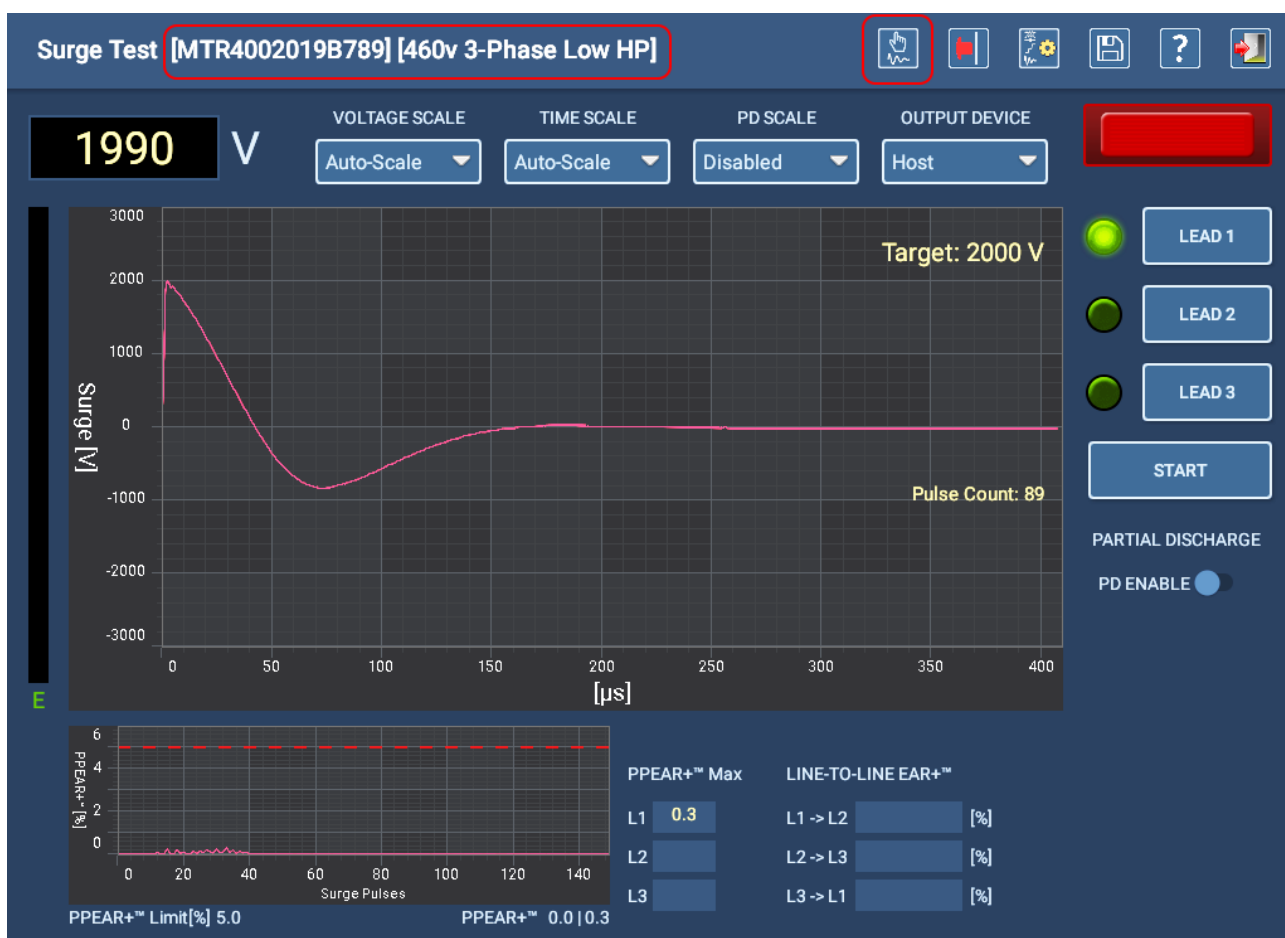 Surge Test [MTR4002019B789] [460v 3-Phase Low HP]
?
1990 V
VOLTAGE SCALE
Auto-Scale
TIME SCALE
Auto-Scale
PD SCALE
Disabled
OUTPUT DEVICE
Host
3000
2000
1000
0
-1000
-2000
-3000
Surge [V]
Target: 2000 V
Pulse Count: 89
0 50 100 150 200 250 300 350 400
[µs]
E
LEAD 1
LEAD 2
LEAD 3
START
PARTIAL DISCHARGE
PD ENABLE
6
4
2
0
PPEAR+™ [%]
0 20 40 60 80 100 120 140
Surge Pulses
PPEAR+™ Limit[%] 5.0
PPEAR+™ 0.0|0.3
PPEAR+™ Max
L1 0.3
L2
L3
LINE-TO-LINE EAR+™
L1 -> L2 [%]
L2 -> L3 [%]
L3 -> L1 [%]